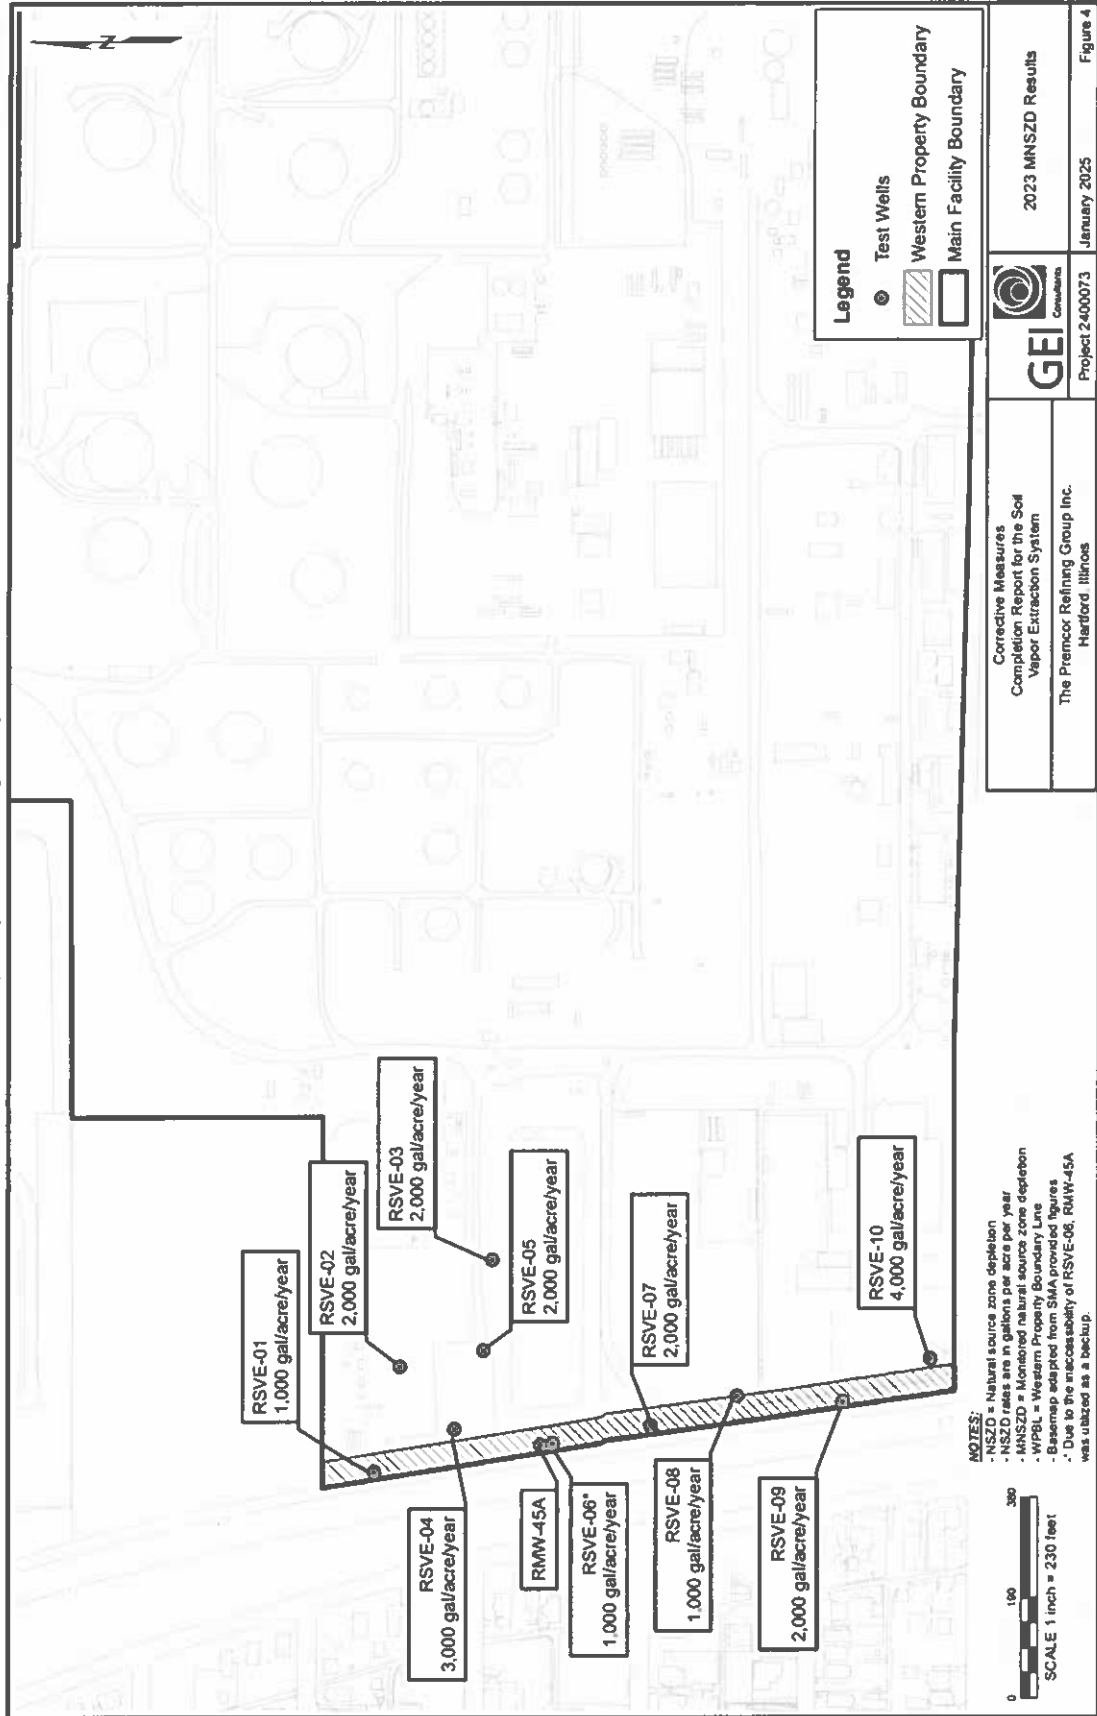 N
RSVE-01
1,000 gal/acre/year
RSVE-02
2,000 gal/acre/year
RSVE-03
2,000 gal/acre/year
RSVE-04
3,000 gal/acre/year
RSVE-05
2,000 gal/acre/year
RMW-45A
RSVE-06*
1,000 gal/acre/year
RSVE-07
2,000 gal/acre/year
RSVE-08
1,000 gal/acre/year
RSVE-09
2,000 gal/acre/year
RSVE-10
4,000 gal/acre/year
Legend
Test Wells
Western Property Boundary
Main Facility Boundary
0 190 380
SCALE 1 inch = 230 feet
NOTES:
- NSZD = Natural source zone depletion
- NSZD rates are in gallons per acre per year
- MNSZD = Monitored natural source zone depletion
- WPBL = Western Property Boundary Line
- Basemap adapted from SMA provided figures
-* Due to the inaccessibility of RSVE-06, RMW-45A
was utilized as a backup.
Corrective Measures
Completion Report for the Soil
Vapor Extraction System
The Premcor Refining Group Inc.
Hartford, Illinois
GEI Consultants
Project 2400073
2023 MNSZD Results
January 2025
Figure 4